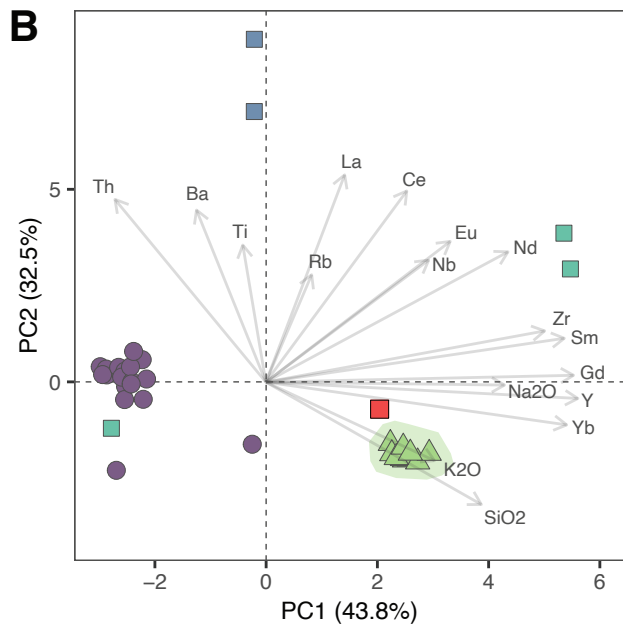 B
La
Ce
Th
Ba
Ti
Eu
Nd
Rb
Nb
Zr
Sm
Gd
Na2O
Y
Yb
K2O
SiO2
5
0
PC2 (32.5%)
−2
0
2
4
6
PC1 (43.8%)